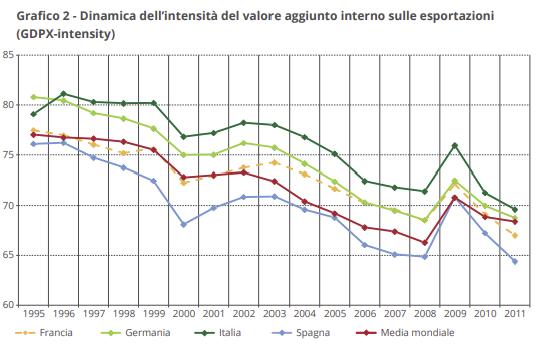 Grafico 2 - Dinamica dell'intensità del valore aggiunto interno sulle esportazioni
(GDPX-intensity)
85
80
75
70
65
60
1995 1996 1997 1998 1999 2000 2001 2002 2003 2004 2005 2006 2007 2008 2009 2010 2011
Francia Germania Italia Spagna Media mondiale